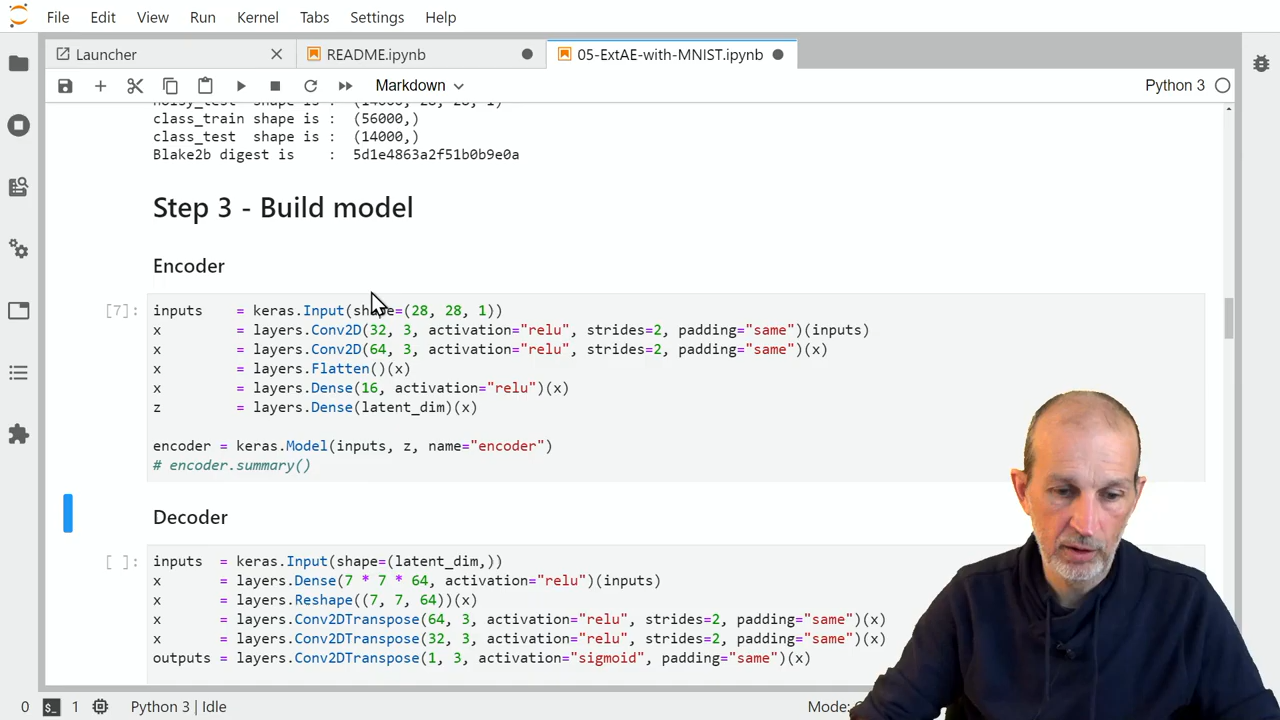 File Edit View Run Kernel Tabs Settings Help
Launcher README.ipynb 05-ExtAE-with-MNIST.ipynb
Markdown Python 3
noisy_test shape is : (14000, 28, 28, 1)
class_train shape is : (56000,)
class_test shape is : (14000,)
Blake2b digest is : 5d1e4863a2f51b0b9e0a
Step 3 - Build model
Encoder
[7]: inputs = keras.Input(shape=(28, 28, 1))
x = layers.Conv2D(32, 3, activation="relu", strides=2, padding="same")(inputs)
x = layers.Conv2D(64, 3, activation="relu", strides=2, padding="same")(x)
x = layers.Flatten()(x)
x = layers.Dense(16, activation="relu")(x)
z = layers.Dense(latent_dim)(x)
encoder = keras.Model(inputs, z, name="encoder")
# encoder.summary()
Decoder
[ ]: inputs = keras.Input(shape=(latent_dim,))
x = layers.Dense(7 * 7 * 64, activation="relu")(inputs)
x = layers.Reshape((7, 7, 64))(x)
x = layers.Conv2DTranspose(64, 3, activation="relu", strides=2, padding="same")(x)
x = layers.Conv2DTranspose(32, 3, activation="relu", strides=2, padding="same")(x)
outputs = layers.Conv2DTranspose(1, 3, activation="sigmoid", padding="same")(x)
0 1 Python 3 | Idle Mode: